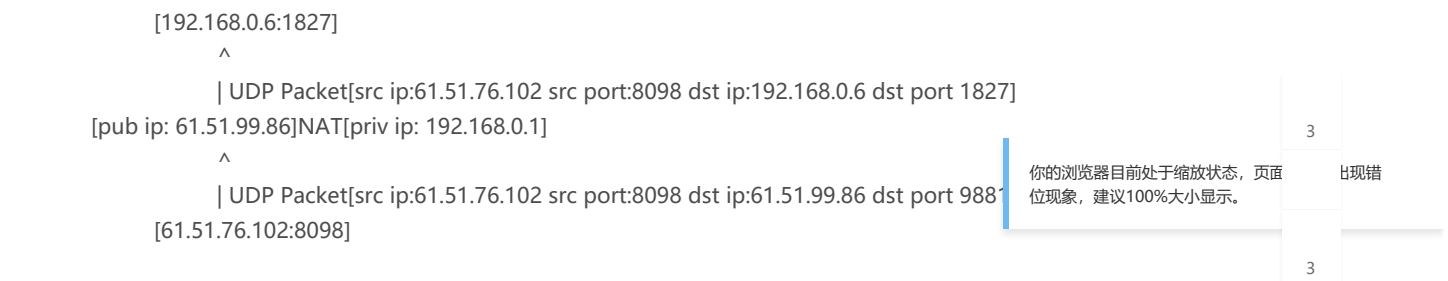 [192.168.0.6:1827]
^
| UDP Packet[src ip:61.51.76.102 src port:8098 dst ip:192.168.0.6 dst port 1827]
[pub ip: 61.51.99.86]NAT[priv ip: 192.168.0.1]
3
^
| UDP Packet[src ip:61.51.76.102 src port:8098 dst ip:61.51.99.86 dst port 9881
你的浏览器目前处于缩放状态，页面 出现错
位现象，建议100%大小显示。
[61.51.76.102:8098]
3